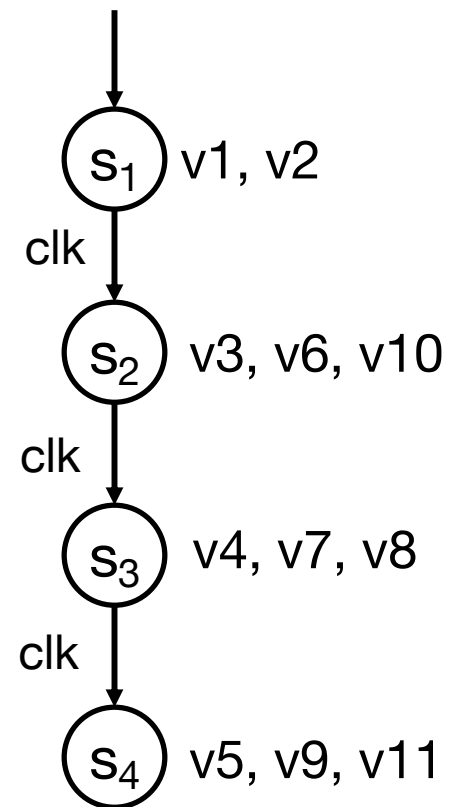 s₁ v1, v2
clk
s₂ v3, v6, v10
clk
s₃ v4, v7, v8
clk
s₄ v5, v9, v11